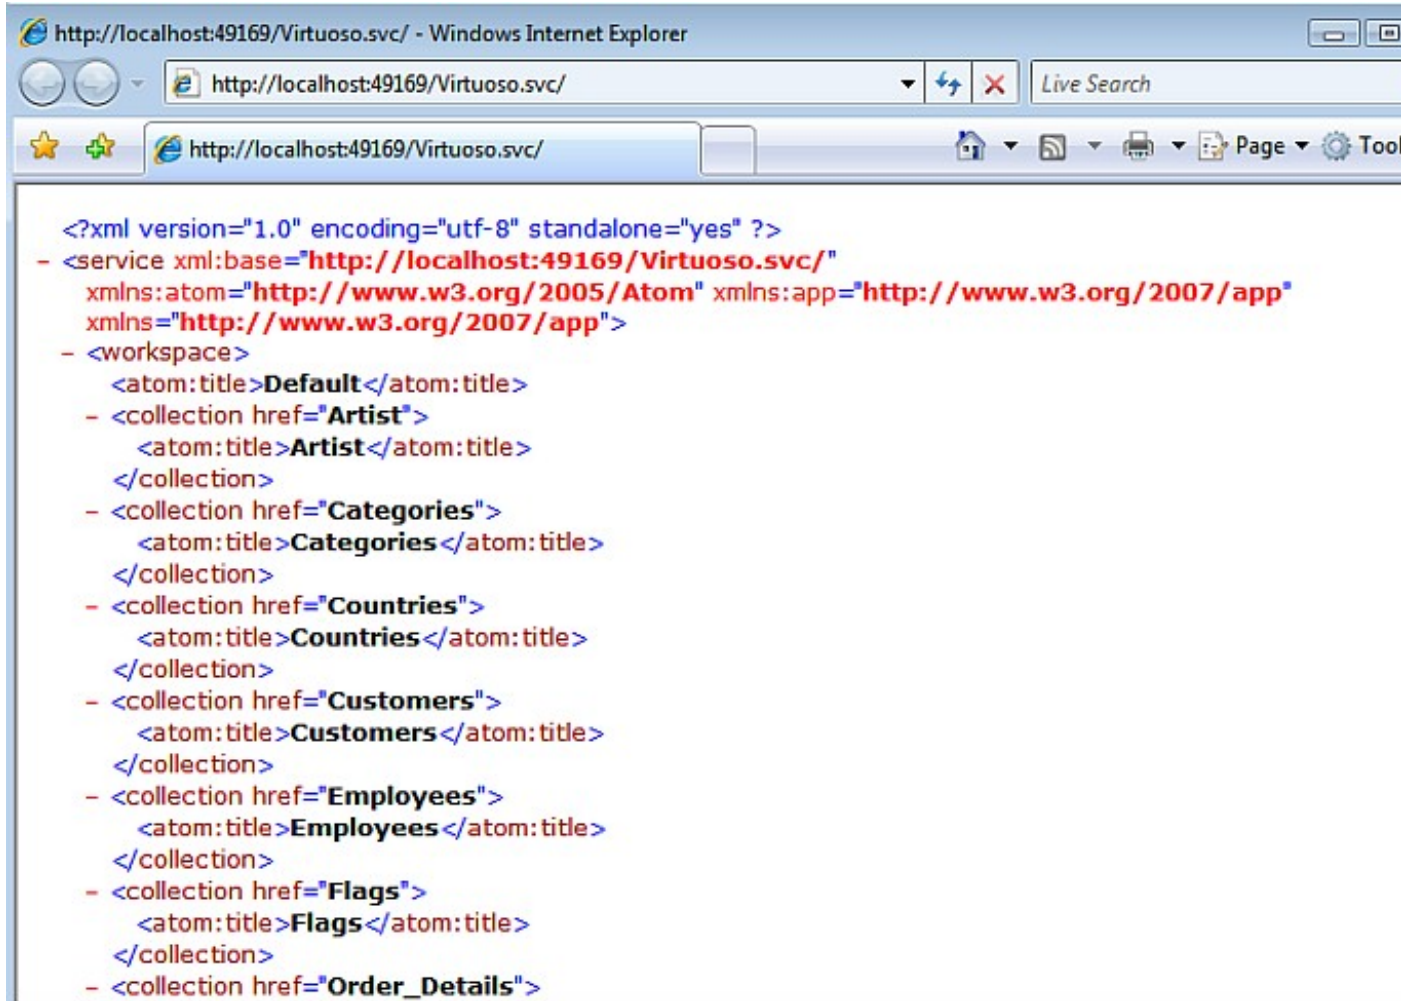 http://localhost:49169/Virtuoso.svc/ - Windows Internet Explorer
http://localhost:49169/Virtuoso.svc/ Live Search
http://localhost:49169/Virtuoso.svc/ Page Tool
<?xml version="1.0" encoding="utf-8" standalone="yes" ?>
- <service xml:base="http://localhost:49169/Virtuoso.svc/"
xmlns:atom="http://www.w3.org/2005/Atom" xmlns:app="http://www.w3.org/2007/app"
xmlns="http://www.w3.org/2007/app">
- <workspace>
<atom:title>Default</atom:title>
- <collection href="Artist">
<atom:title>Artist</atom:title>
</collection>
- <collection href="Categories">
<atom:title>Categories</atom:title>
</collection>
- <collection href="Countries">
<atom:title>Countries</atom:title>
</collection>
- <collection href="Customers">
<atom:title>Customers</atom:title>
</collection>
- <collection href="Employees">
<atom:title>Employees</atom:title>
</collection>
- <collection href="Flags">
<atom:title>Flags</atom:title>
</collection>
- <collection href="Order_Details">